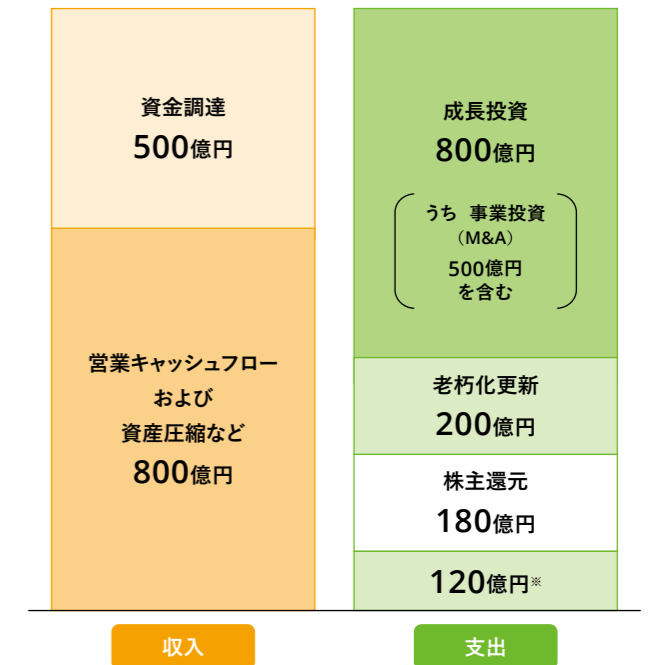 資金調達
500億円
営業キャッシュフロー
および
資産圧縮など
800億円
収入
成長投資
800億円
うち 事業投資
（M&A）
500億円
を含む
老朽化更新
200億円
株主還元
180億円
120億円※
支出